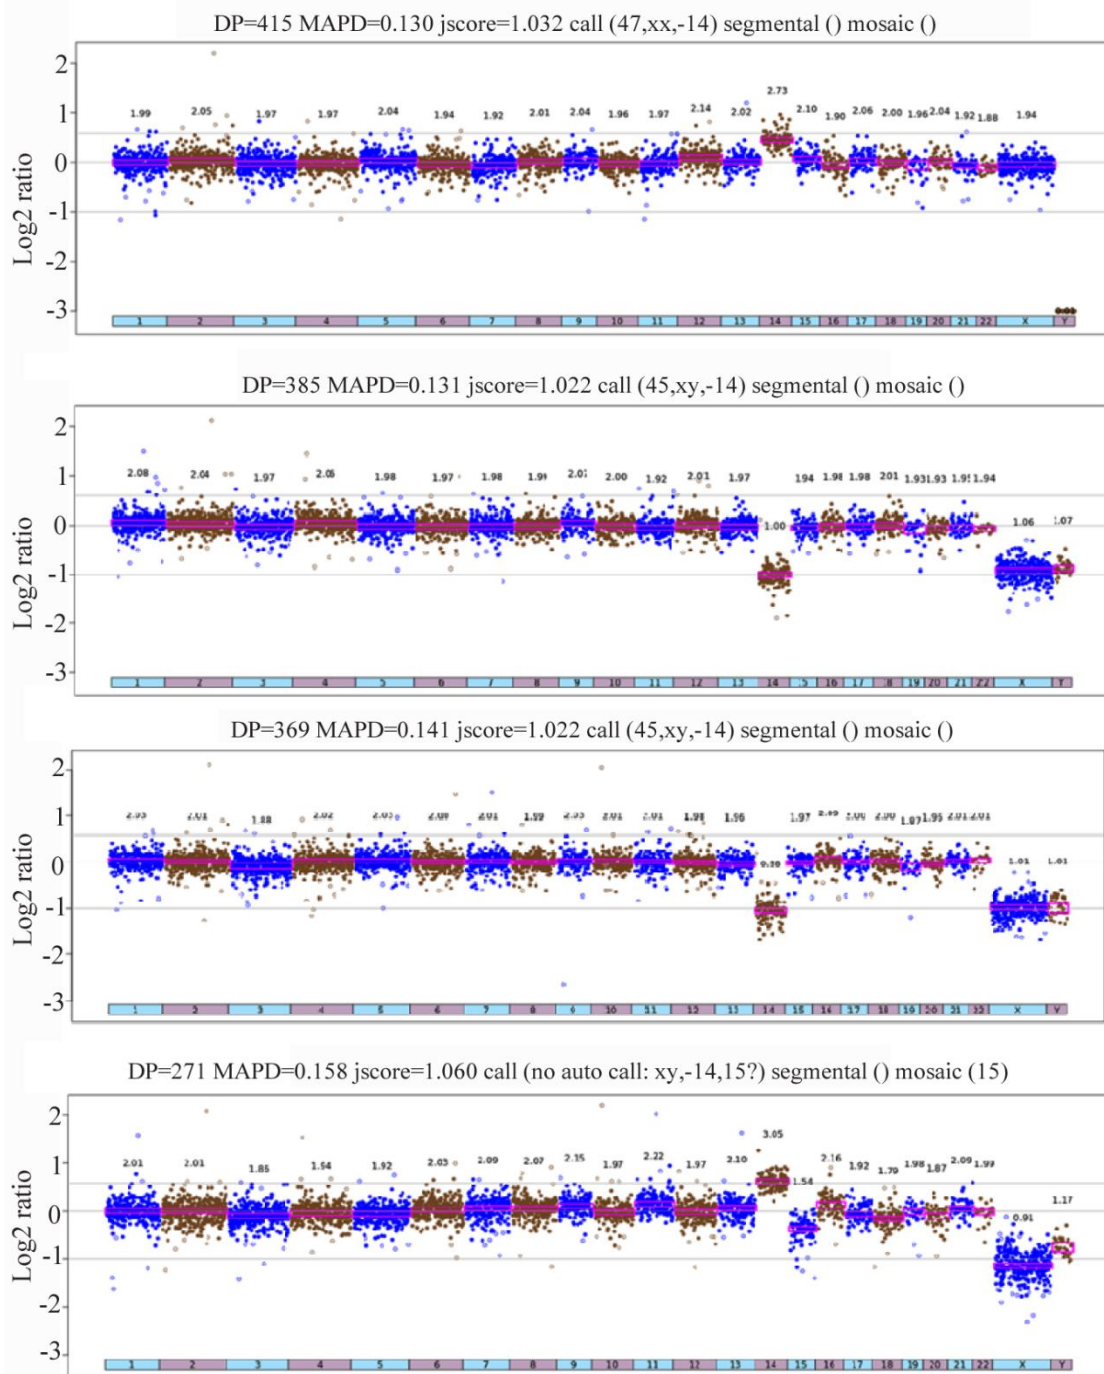 DP=415 MAPD=0.130 jscore=1.032 call (47,xx,-14) segmental () mosaic ()
Log2 ratio
2
1
0
-1
-2
-3
1.99 2.05 1.97 1.97 2.04 1.94 1.92 2.01 2.04 1.96 1.97 2.14 2.02 2.73 2.10 1.90 2.06 2.00 1.96 2.04 1.92 1.88 1.94
1 2 3 4 5 6 7 8 9 10 11 12 13 14 15 16 17 18 19 20 21 22 X Y
DP=385 MAPD=0.131 jscore=1.022 call (45,xy,-14) segmental () mosaic ()
Log2 ratio
2
1
0
-1
-2
-3
2.08 2.04 1.97 1.98 1.97 1.98 2.00 1.92 2.01 1.97 1.00 194 1.98 1.98 201 1.93 1.93 1.94 1.06 1.07
1 2 3 4 5 6 7 8 9 10 11 12 13 14 15 16 17 18 19 20 21 22 X Y
DP=369 MAPD=0.141 jscore=1.022 call (45,xy,-14) segmental () mosaic ()
Log2 ratio
2
1
0
-1
-2
-3
1.88 1.97 1.87 1.95 2.01 2.01 1.01 1.01
1 2 3 4 5 6 7 8 9 10 11 12 13 14 15 16 17 18 19 20 21 22 X Y
DP=271 MAPD=0.158 jscore=1.060 call (no auto call: xy,-14,15?) segmental () mosaic (15)
Log2 ratio
2
1
0
-1
-2
-3
2.01 2.01 1.85 1.94 1.92 2.03 2.09 2.07 1.97 2.22 1.97 2.10 3.05 1.54 2.16 1.92 1.79 1.98 1.87 2.09 1.99 0.91 1.17
1 2 3 4 5 6 7 8 9 10 11 12 13 14 15 16 17 18 19 20 21 22 X Y